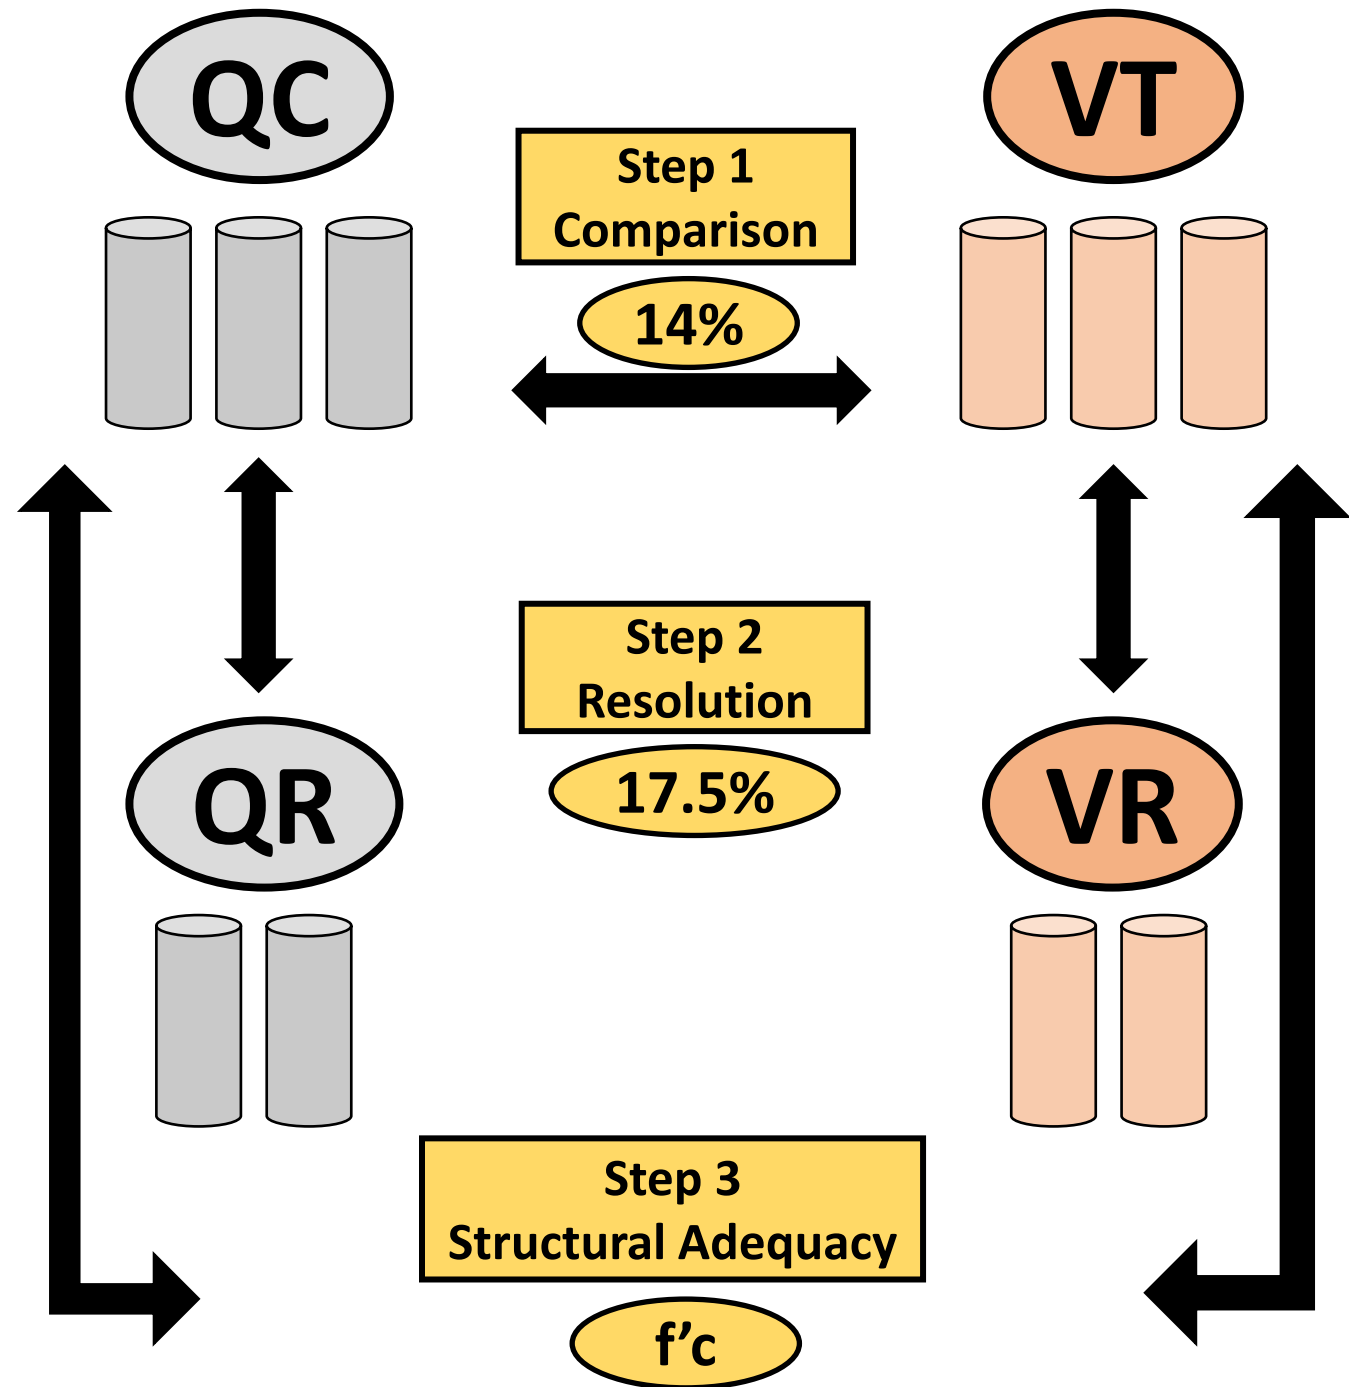 QC
VT
Step 1
Comparison
14%
Step 2
Resolution
17.5%
QR
VR
Step 3
Structural Adequacy
f’c